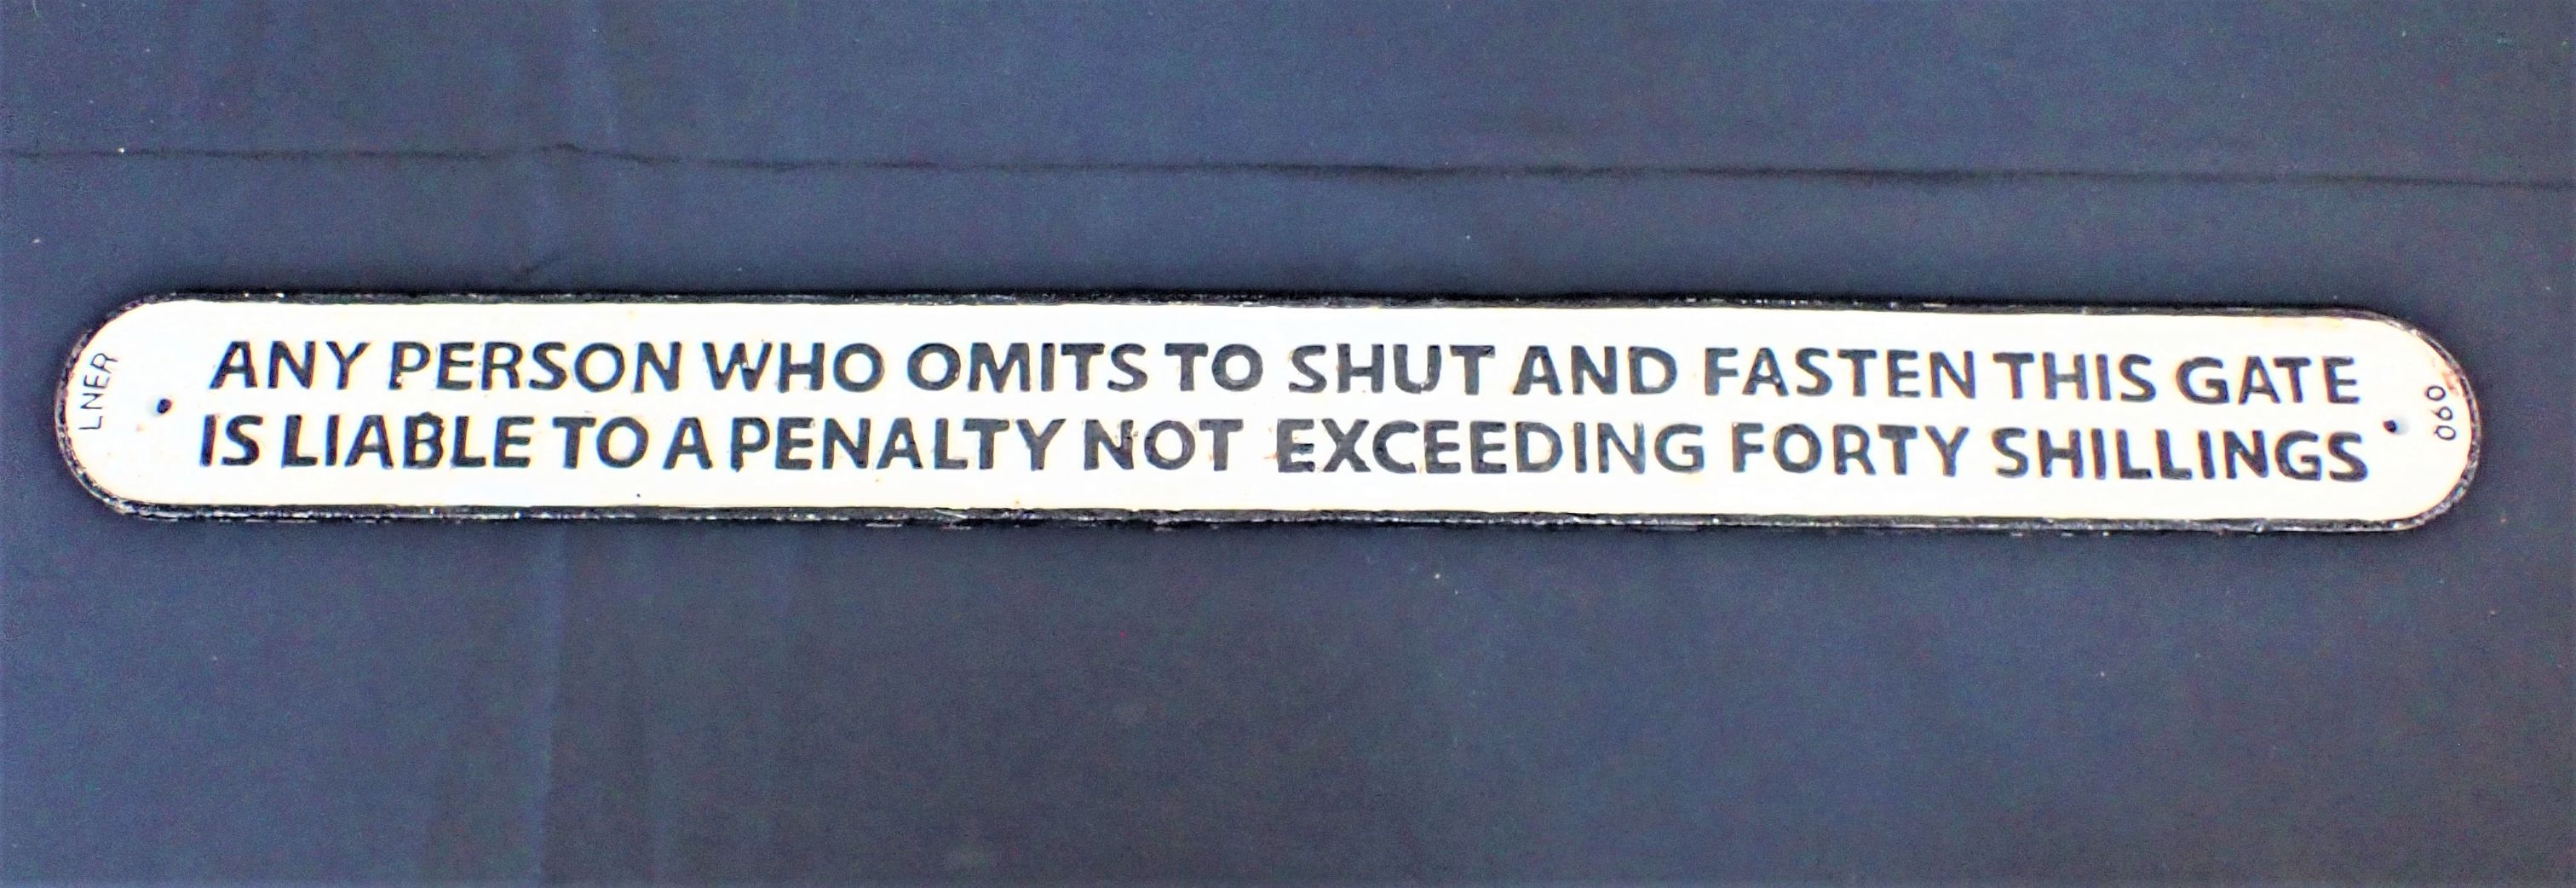 LNER
ANY PERSON WHO OMITS TO SHUT AND FASTEN THIS GATE
IS LIABLE TO A PENALTY NOT EXCEEDING FORTY SHILLINGS